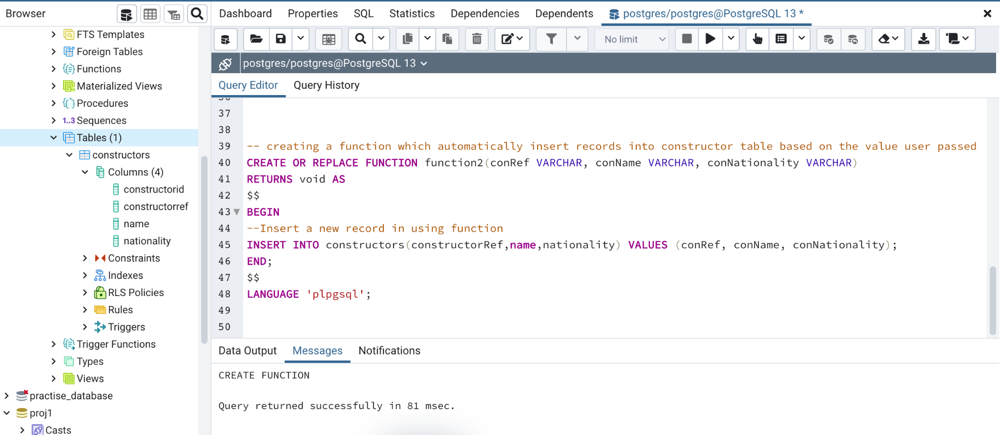 Browser
Dashboard Properties SQL Statistics Dependencies Dependents postgres/postgres@PostgreSQL 13 *
FTS Templates
Foreign Tables
Functions
Materialized Views
Procedures
1..3 Sequences
Tables (1)
constructors
Columns (4)
constructorid
constructorref
name
nationality
Constraints
Indexes
RLS Policies
Rules
Triggers
Trigger Functions
Types
Views
practise_database
proj1
Casts
No limit
postgres/postgres@PostgreSQL 13
Query Editor Query History
37
38
39 -- creating a function which automatically insert records into constructor table based on the value user passed
40 CREATE OR REPLACE FUNCTION function2(conRef VARCHAR, conName VARCHAR, conNationality VARCHAR)
41 RETURNS void AS
42 $$
43 BEGIN
44 --Insert a new record in using function
45 INSERT INTO constructors(constructorRef,name,nationality) VALUES (conRef, conName, conNationality);
46 END;
47 $$
48 LANGUAGE 'plpgsql';
49
50
Data Output Messages Notifications
CREATE FUNCTION
Query returned successfully in 81 msec.